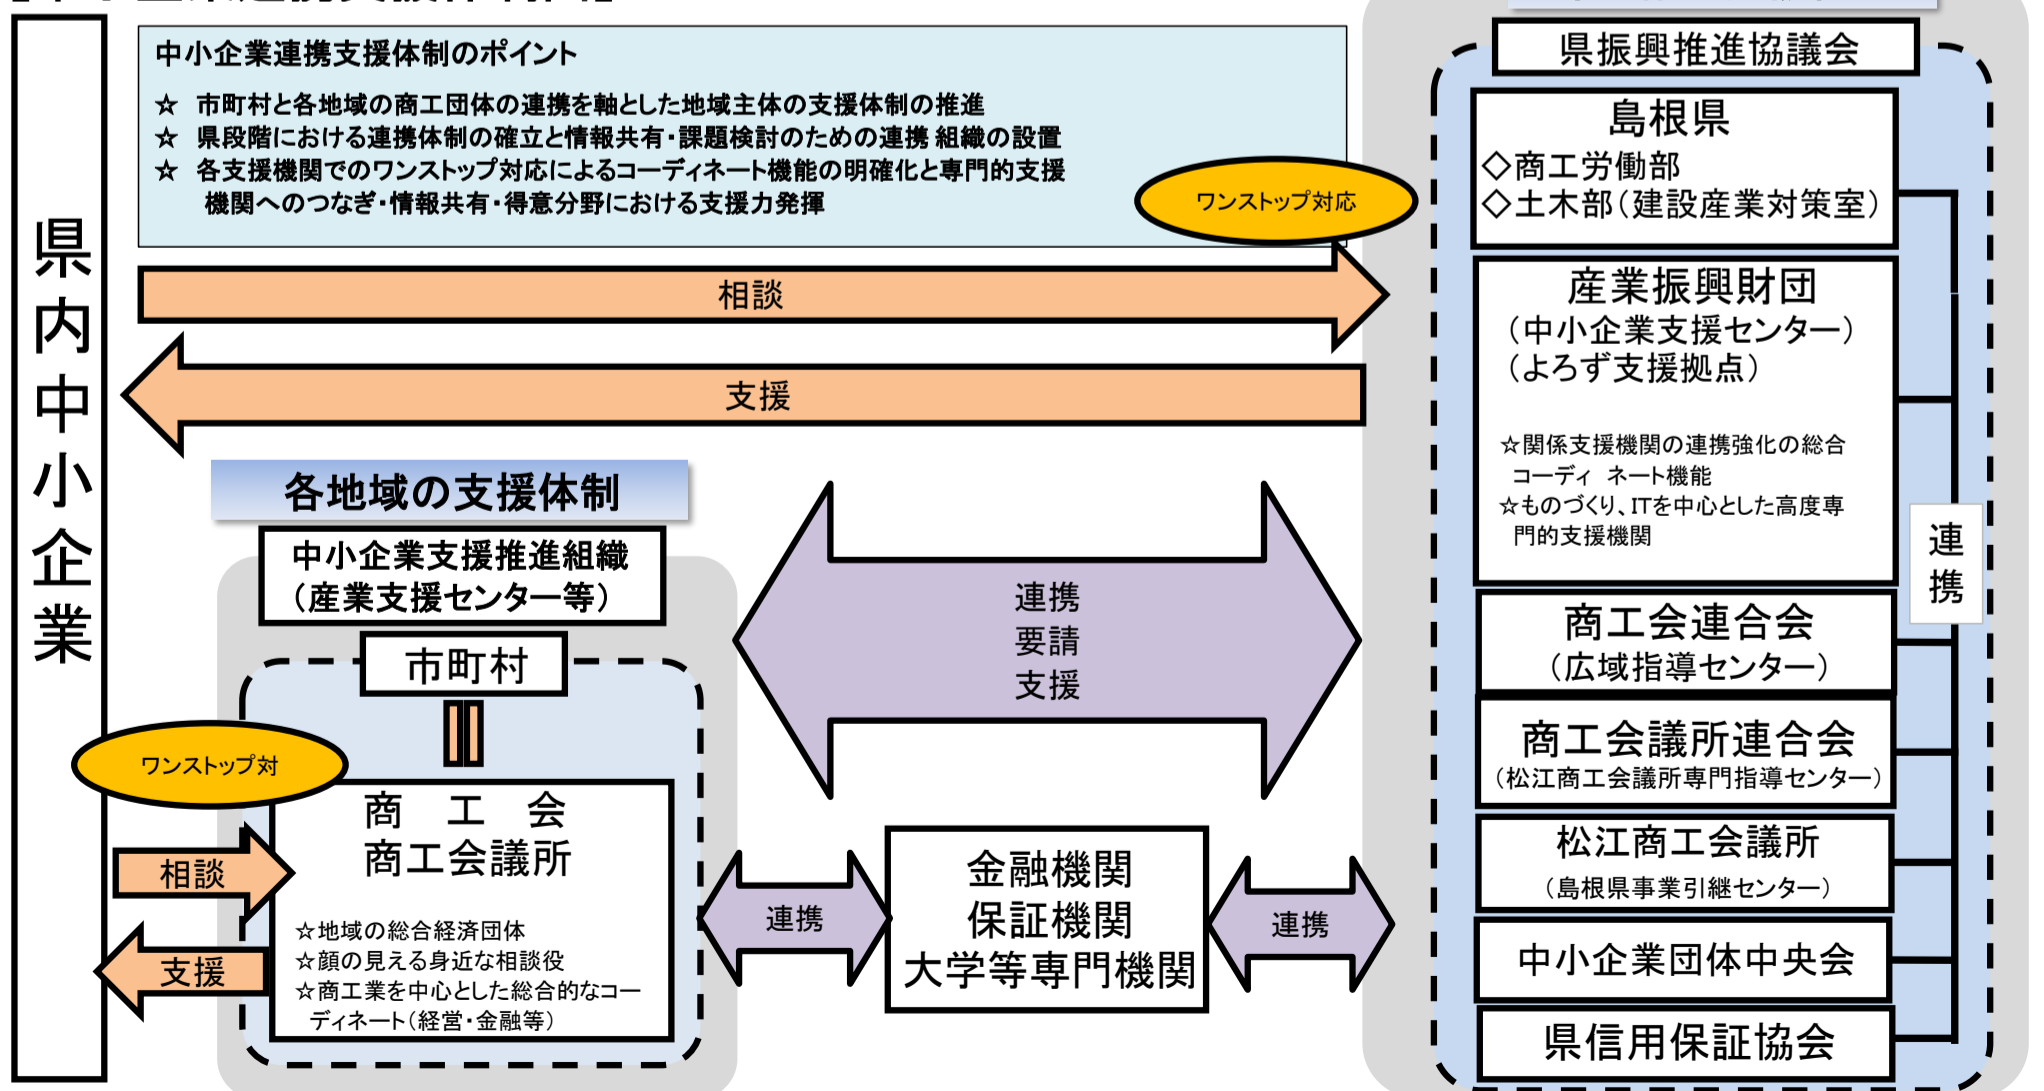 県内中小企業
中小企業連携支援体制のポイント
☆ 市町村と各地域の商工団体の連携を軸とした地域主体の支援体制の推進
☆ 県段階における連携体制の確立と情報共有・課題検討のための連携 組織の設置
☆ 各支援機関でのワンストップ対応によるコーディネート機能の明確化と専門的支援
機関へのつなぎ・情報共有・得意分野における支援力発揮
ワンストップ対応
相談
支援
各地域の支援体制
中小企業支援推進組織
(産業支援センター等)
市町村
ワンストップ対
商 工 会
商工会議所
☆地域の総合経済団体
☆顔の見える身近な相談役
☆商工業を中心とした総合的なコー
ディネート(経営・金融等)
相談
支援
連携
要請
支援
連携
金融機関
保証機関
大学等専門機関
連携
県振興推進協議会
島根県
◇商工労働部
◇土木部(建設産業対策室)
産業振興財団
(中小企業支援センター)
(よろず支援拠点)
☆関係支援機関の連携強化の総合
コーディ ネート機能
☆ものづくり、ITを中心とした高度専
門的支援機関
商工会連合会
(広域指導センター)
商工会議所連合会
(松江商工会議所専門指導センター)
松江商工会議所
(島根県事業引継センター)
中小企業団体中央会
県信用保証協会
連
携